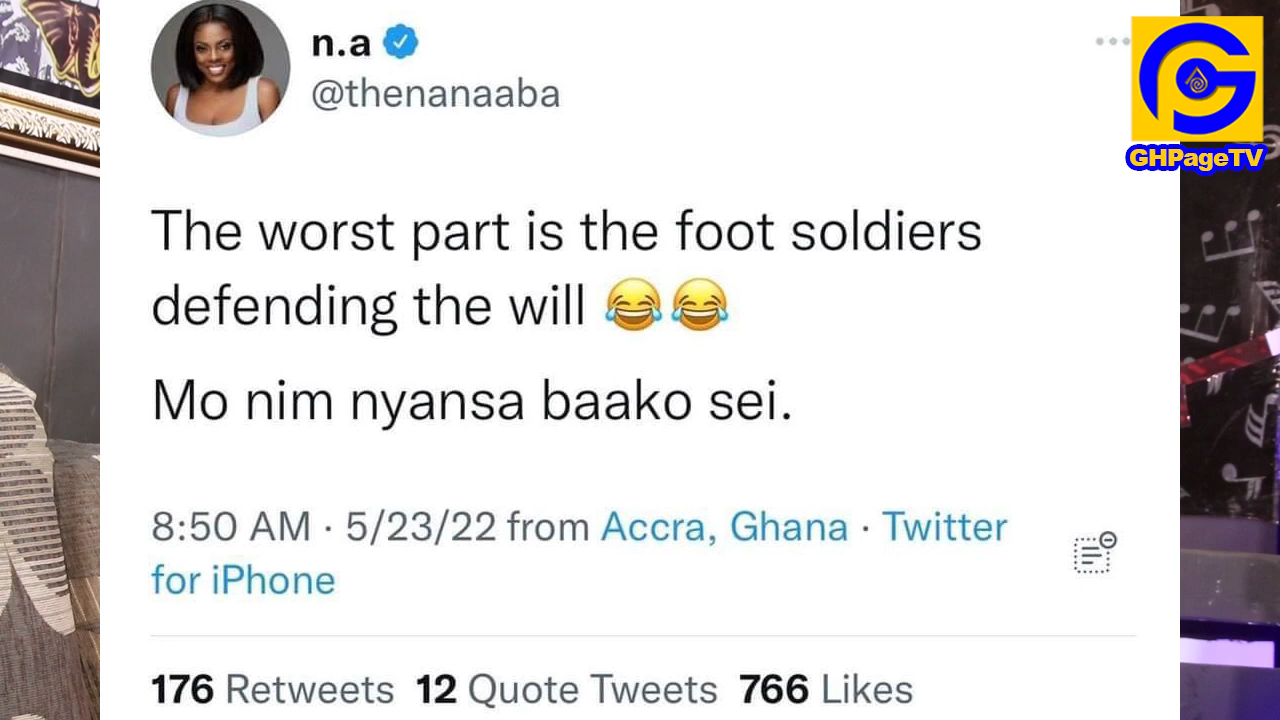 n.a
@thenanaaba
GHPageTV
The worst part is the foot soldiers
defending the will 😂😂
Mo nim nyansa baako sei.
8:50 AM · 5/23/22 from Accra, Ghana · Twitter
for iPhone
176 Retweets 12 Quote Tweets 766 Likes